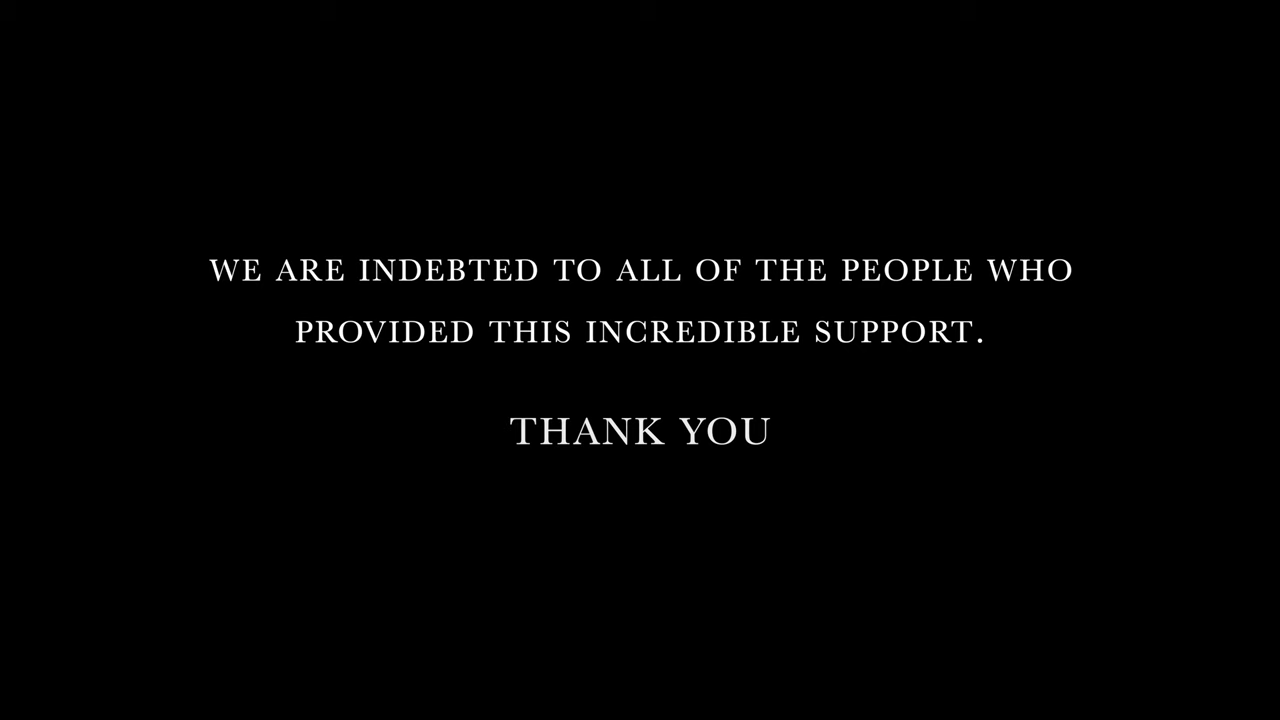 WE ARE INDEBTED TO ALL OF THE PEOPLE WHO
PROVIDED THIS INCREDIBLE SUPPORT.
THANK YOU